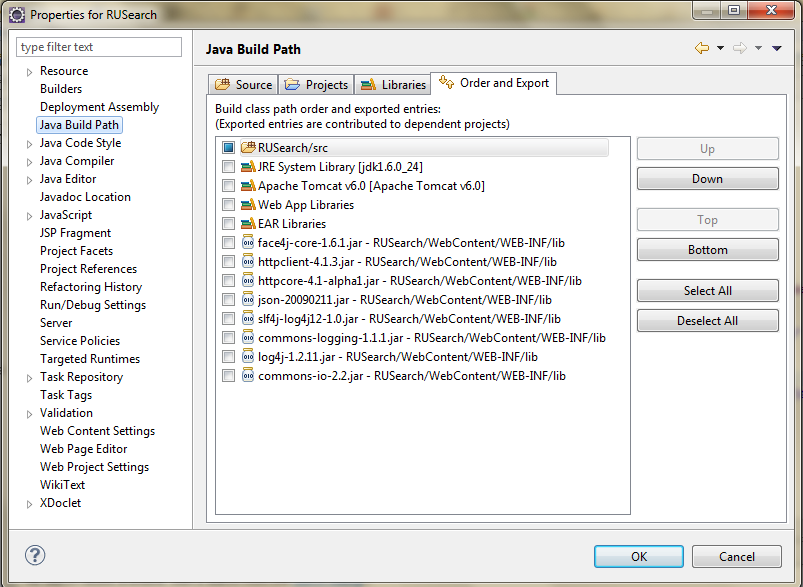 Properties for RUSearch
type filter text
Resource
Builders
Deployment Assembly
Java Build Path
Java Code Style
Java Compiler
Java Editor
Javadoc Location
JavaScript
JSP Fragment
Project Facets
Project References
Refactoring History
Run/Debug Settings
Server
Service Policies
Targeted Runtimes
Task Repository
Task Tags
Validation
Web Content Settings
Web Page Editor
Web Project Settings
WikiText
XDoclet
Java Build Path
Source Projects Libraries Order and Export
Build class path order and exported entries:
(Exported entries are contributed to dependent projects)
RUSearch/src
JRE System Library [jdk1.6.0_24]
Apache Tomcat v6.0 [Apache Tomcat v6.0]
Web App Libraries
EAR Libraries
face4j-core-1.6.1.jar - RUSearch/WebContent/WEB-INF/lib
httpclient-4.1.3.jar - RUSearch/WebContent/WEB-INF/lib
httpcore-4.1-alpha1.jar - RUSearch/WebContent/WEB-INF/lib
json-20090211.jar - RUSearch/WebContent/WEB-INF/lib
slf4j-log4j12-1.0.jar - RUSearch/WebContent/WEB-INF/lib
commons-logging-1.1.1.jar - RUSearch/WebContent/WEB-INF/lib
log4j-1.2.11.jar - RUSearch/WebContent/WEB-INF/lib
commons-io-2.2.jar - RUSearch/WebContent/WEB-INF/lib
Up
Down
Top
Bottom
Select All
Deselect All
OK
Cancel